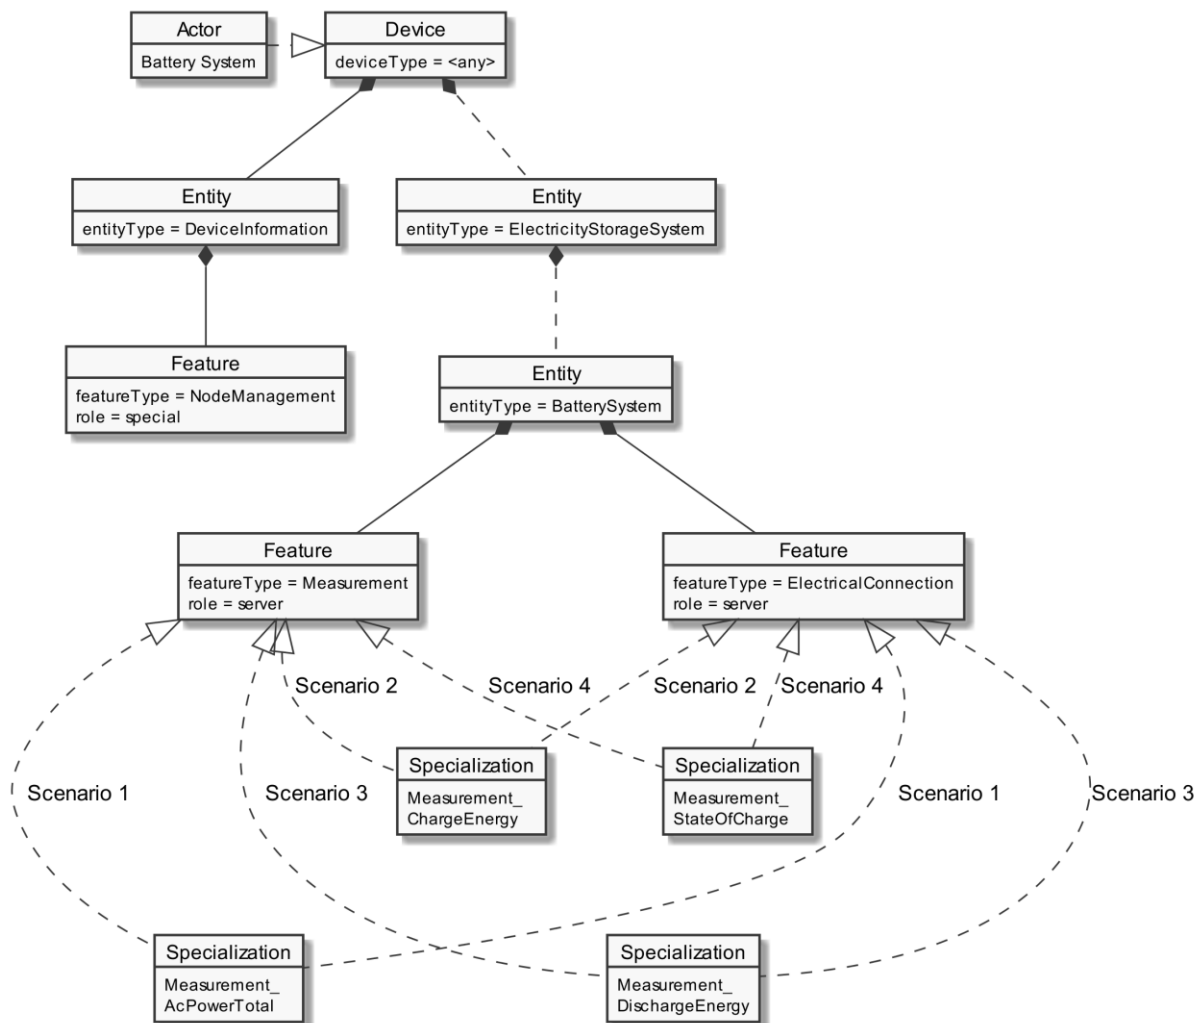 Actor
Battery System
Device
deviceType = <any>
Entity
entityType = DeviceInformation
Entity
entityType = ElectricityStorageSystem
Feature
featureType = NodeManagement
role = special
Entity
entityType = BatterySystem
Feature
featureType = Measurement
role = server
Feature
featureType = ElectricalConnection
role = server
Scenario 2
Scenario 4
Scenario 2
Scenario 4
Scenario 1
Scenario 3
Specialization
Measurement_
ChargeEnergy
Specialization
Measurement_
StateOfCharge
Scenario 1
Scenario 3
Specialization
Measurement_
AcPowerTotal
Specialization
Measurement_
DischargeEnergy